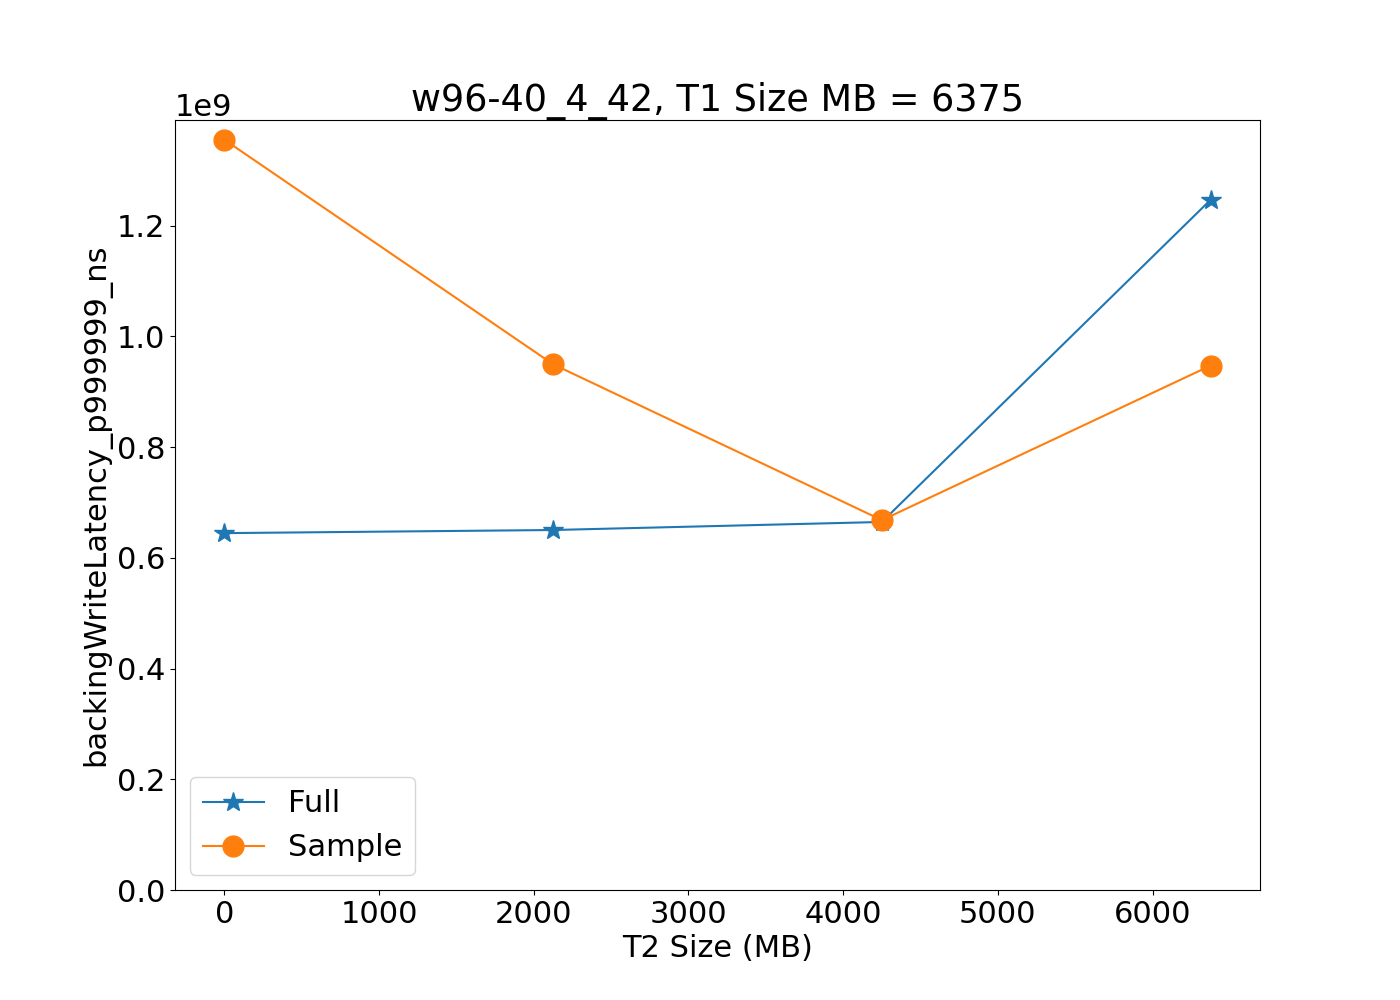 w96-40_4_42, T1 Size MB = 6375
1e9
backingWriteLatency_p999999_ns
1.2
1.0
0.8
0.6
0.4
0.2
0.0
Full
Sample
0 1000 2000 3000 4000 5000 6000
T2 Size (MB)